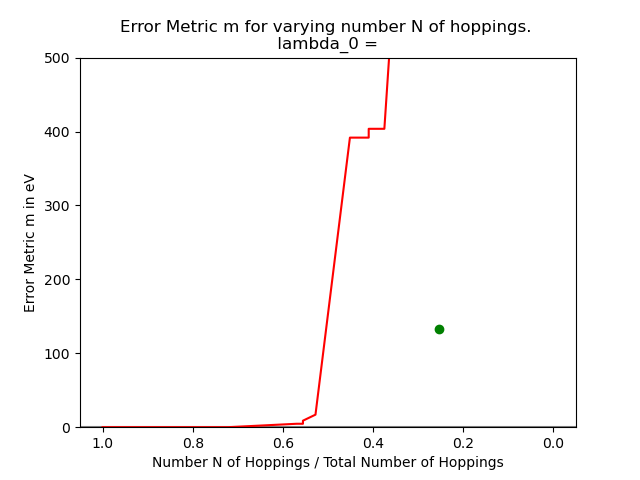 Error Metric m for varying number N of hoppings.
lambda_0 =
500
400
300
200
100
0
Error Metric m in eV
1.0 0.8 0.6 0.4 0.2 0.0
Number N of Hoppings / Total Number of Hoppings